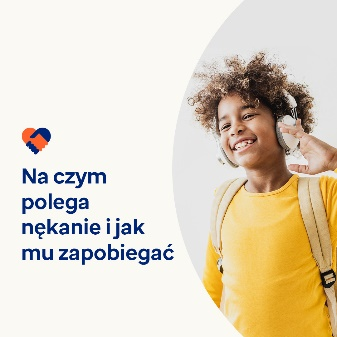 Na czym
polega
nękanie i jak
mu zapobiegać